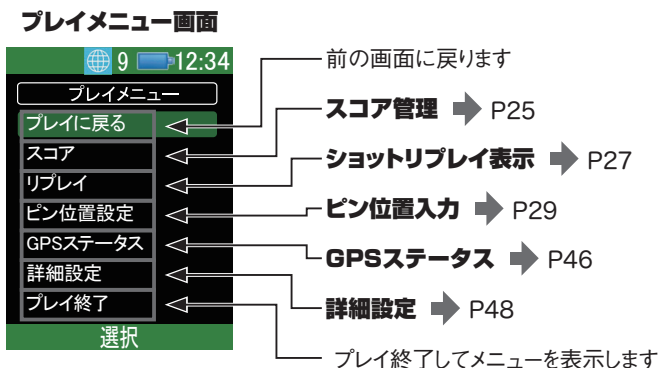 プレイメニュー画面
9 12:34
プレイメニュー
プレイに戻る
スコア
リプレイ
ピン位置設定
GPSステータス
詳細設定
プレイ終了
選択
前の画面に戻ります
スコア管理 P25
ショットリプレイ表示 P27
ピン位置入力 P29
GPSステータス P46
詳細設定 P48
プレイ終了してメニューを表示します